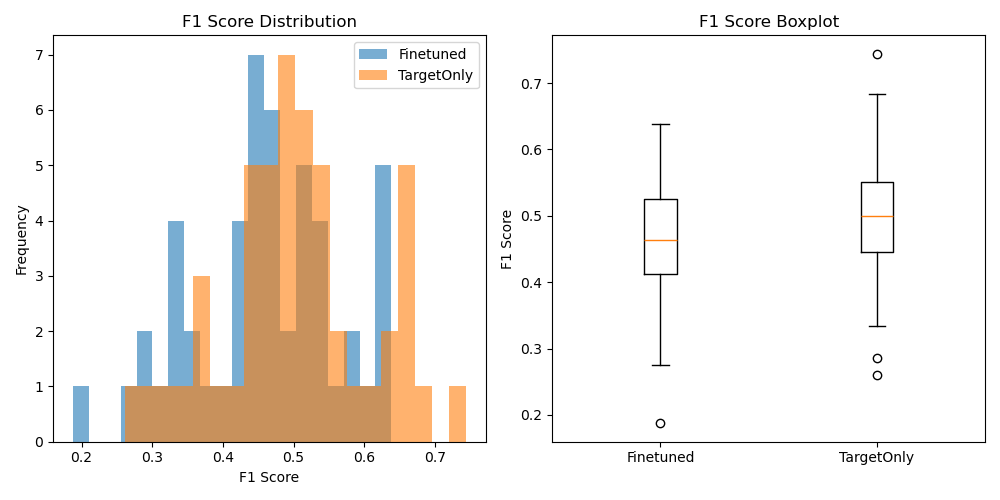 F1 Score Distribution
Finetuned
TargetOnly
7
6
5
4
3
2
1
0
Frequency
0.2 0.3 0.4 0.5 0.6 0.7
F1 Score
F1 Score Boxplot
0.7
0.6
0.5
0.4
0.3
0.2
F1 Score
Finetuned TargetOnly